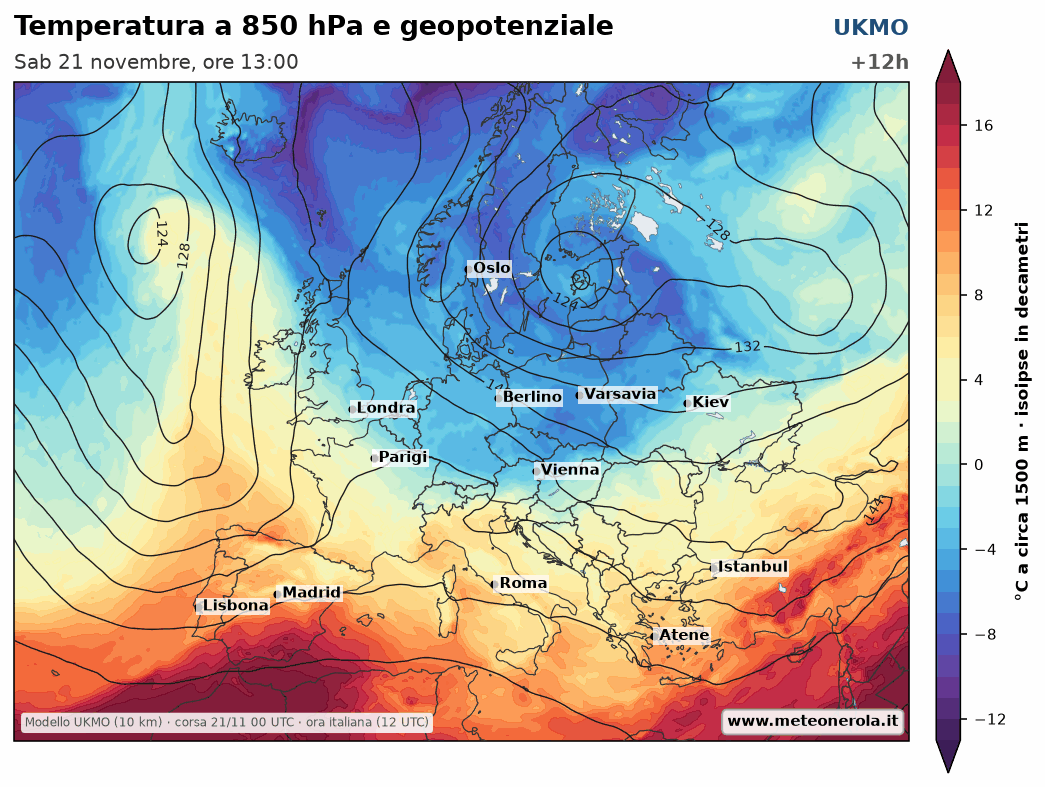 Temperatura a 850 hPa e geopotenziale
UKMO
Sab 21 novembre, ore 13:00
+12h
124
128
128
Oslo
124
132
Londra
Berlino
Varsavia
Kiev
Parigi
Vienna
144
Istanbul
Roma
Madrid
Lisbona
Atene
Modello UKMO (10 km) · corsa 21/11 00 UTC · ora italiana (12 UTC)
www.meteonerola.it
16
12
8
4
0
−4
−8
−12
°C a circa 1500 m · isoipse in decametri